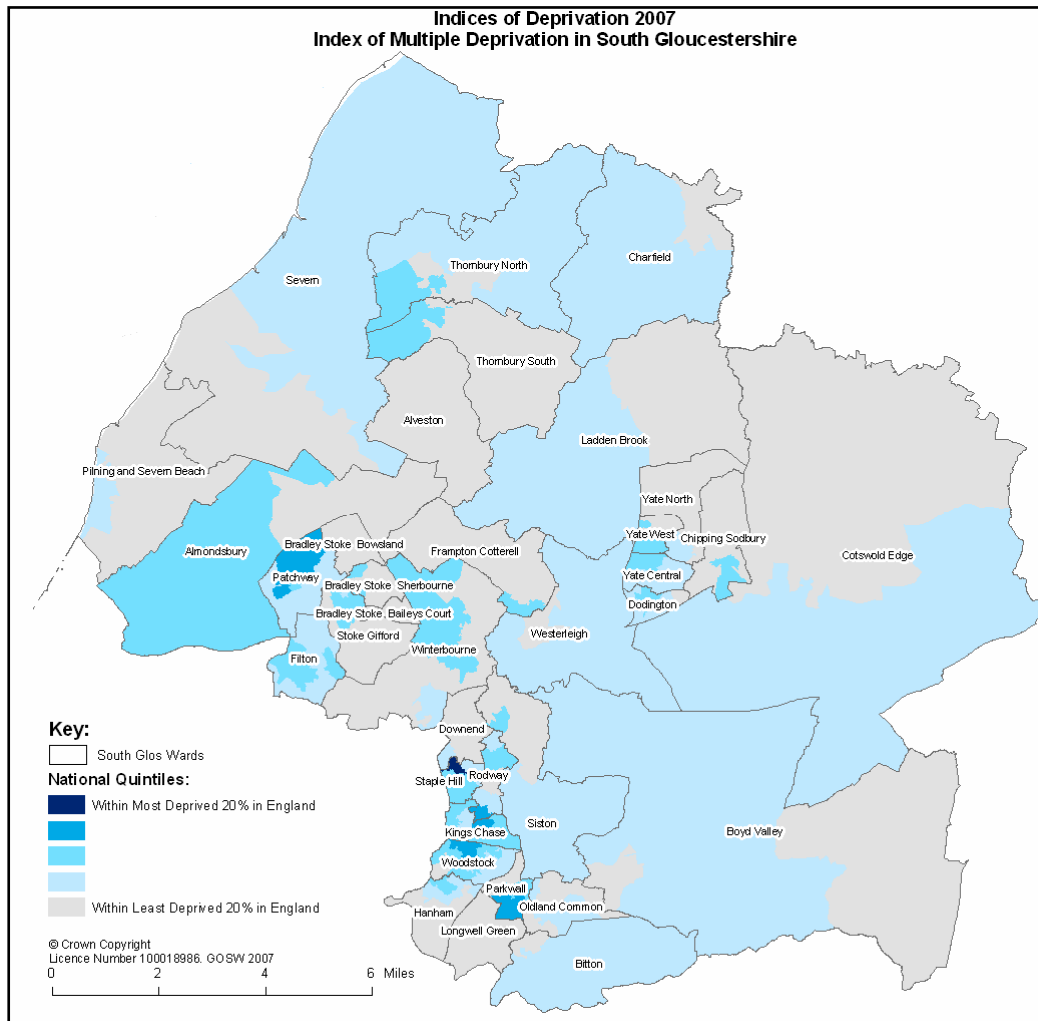 Indices of Deprivation 2007
Index of Multiple Deprivation in South Gloucestershire
Thornbury North
Charfield
Severn
Thornbury South
Alveston
Ladden Brook
Pilning and Severn Beach
Yate North
Yate West
Chipping Sodbury
Almondsbury
Bradley Stoke Bowsland
Frampton Cotterell
Cotswold Edge
Patchway
Bradley Stoke Sherbourne
Yate Central
Dodington
Bradley Stoke Baileys Court
Stoke Gifford
Westerleigh
Winterbourne
Filton
Downend
Staple Hill
Rodway
Siston
Boyd Valley
Kings Chase
Woodstock
Parkwall
Hanham
Oldland Common
Longwell Green
Bitton
Key:
South Glos Wards
National Quintiles:
Within Most Deprived 20% in England
Within Least Deprived 20% in England
© Crown Copyright
Licence Number 100018986. GOSW 2007
0 2 4 6 Miles